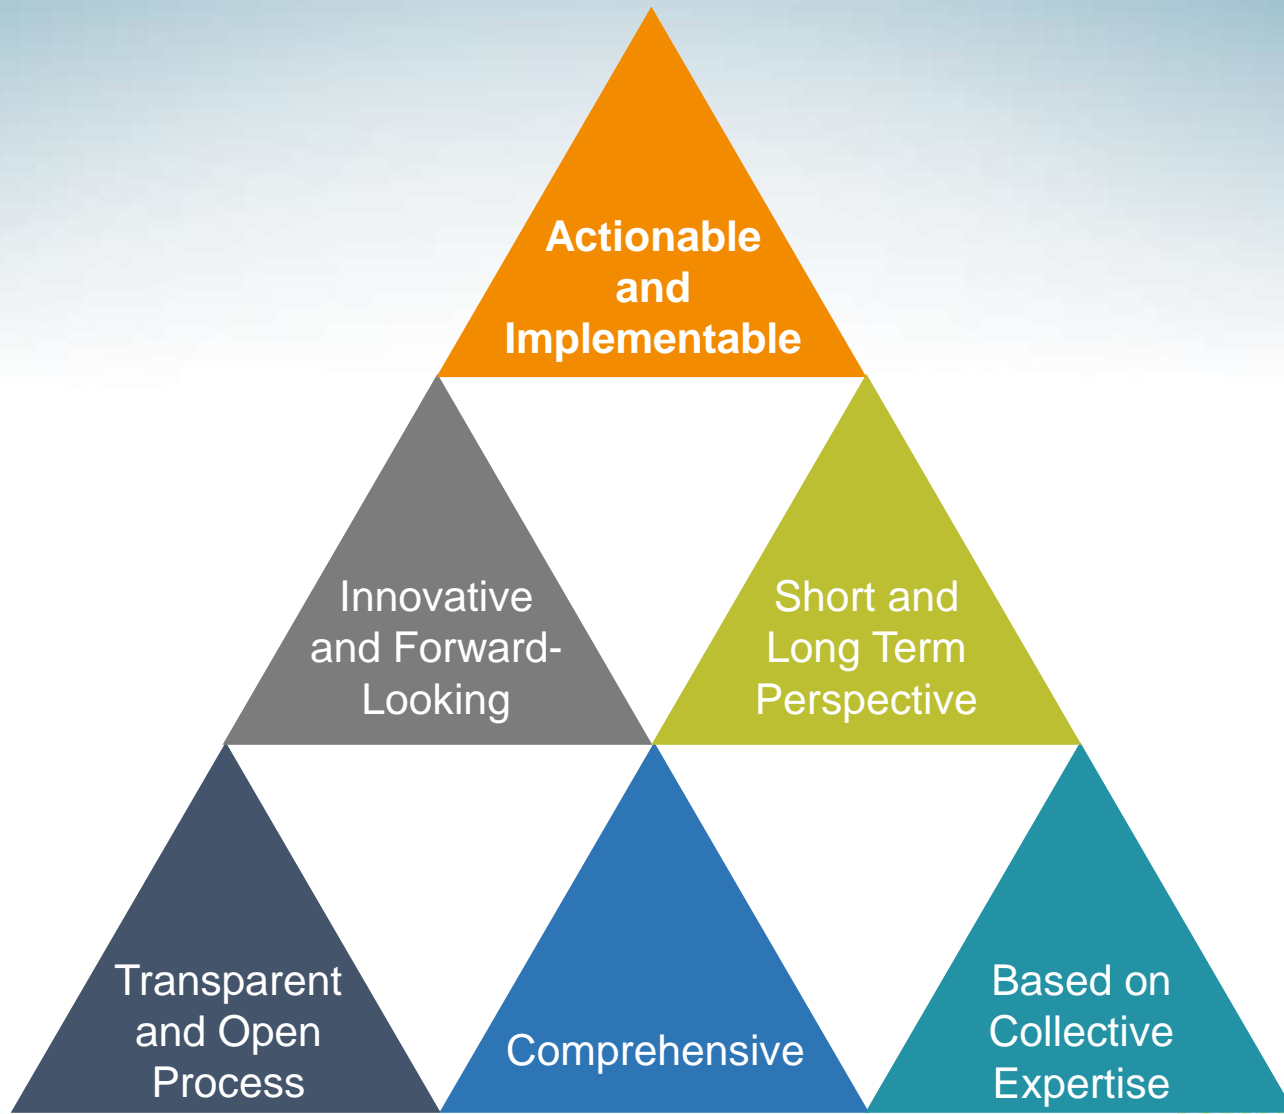 Actionable
and
Implementable
Innovative
and Forward-
Looking
Short and
Long Term
Perspective
Transparent
and Open
Process
Comprehensive
Based on
Collective
Expertise